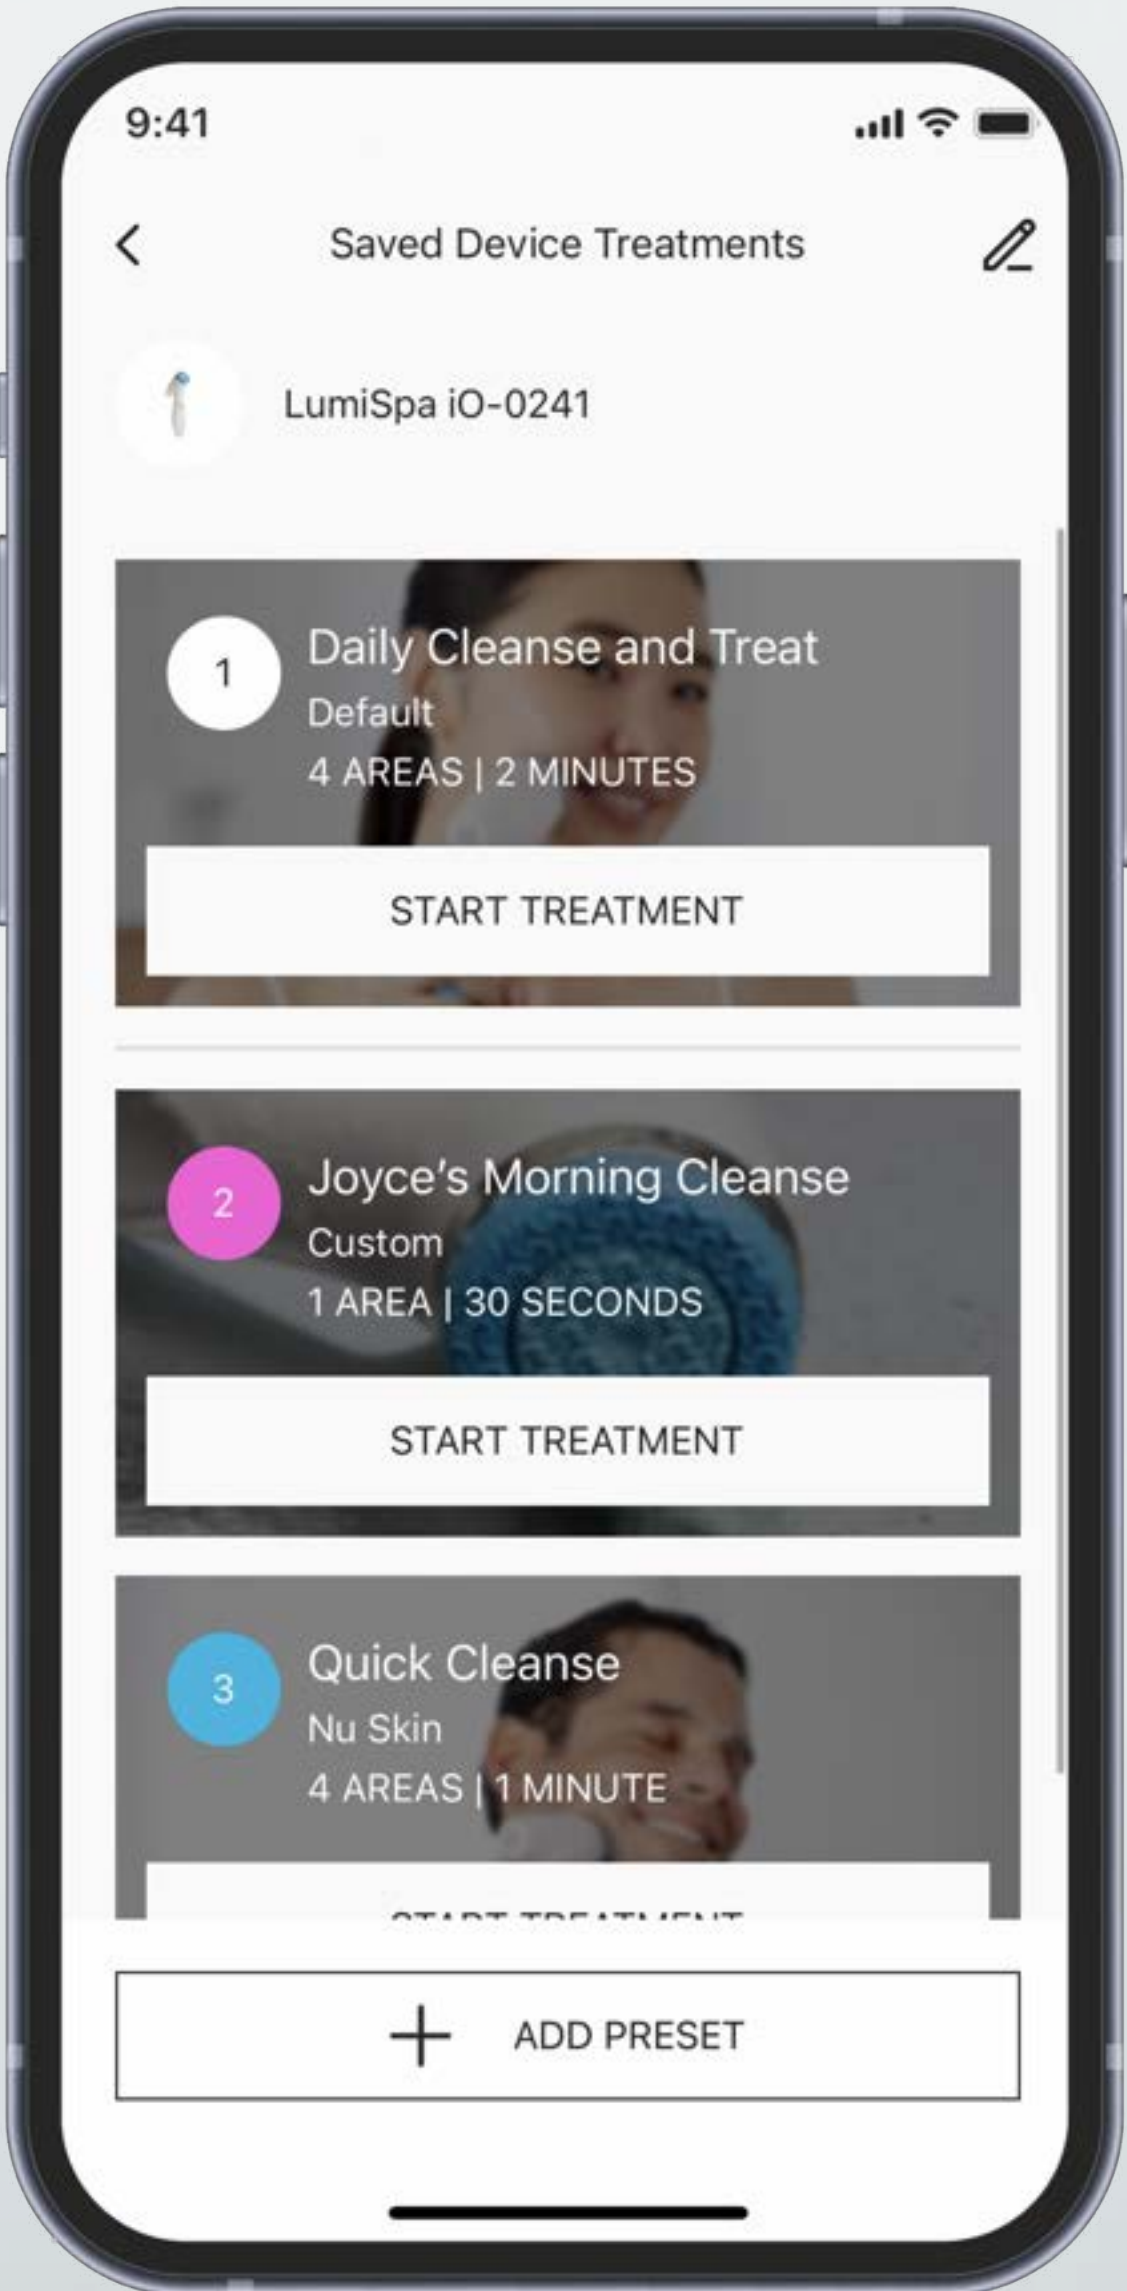 9:41
Saved Device Treatments
LumiSpa iO-0241
1
Daily Cleanse and Treat
Default
4 AREAS | 2 MINUTES
START TREATMENT
2
Joyce’s Morning Cleanse
Custom
1 AREA | 30 SECONDS
START TREATMENT
3
Quick Cleanse
Nu Skin
4 AREAS | 1 MINUTE
START TREATMENT
ADD PRESET